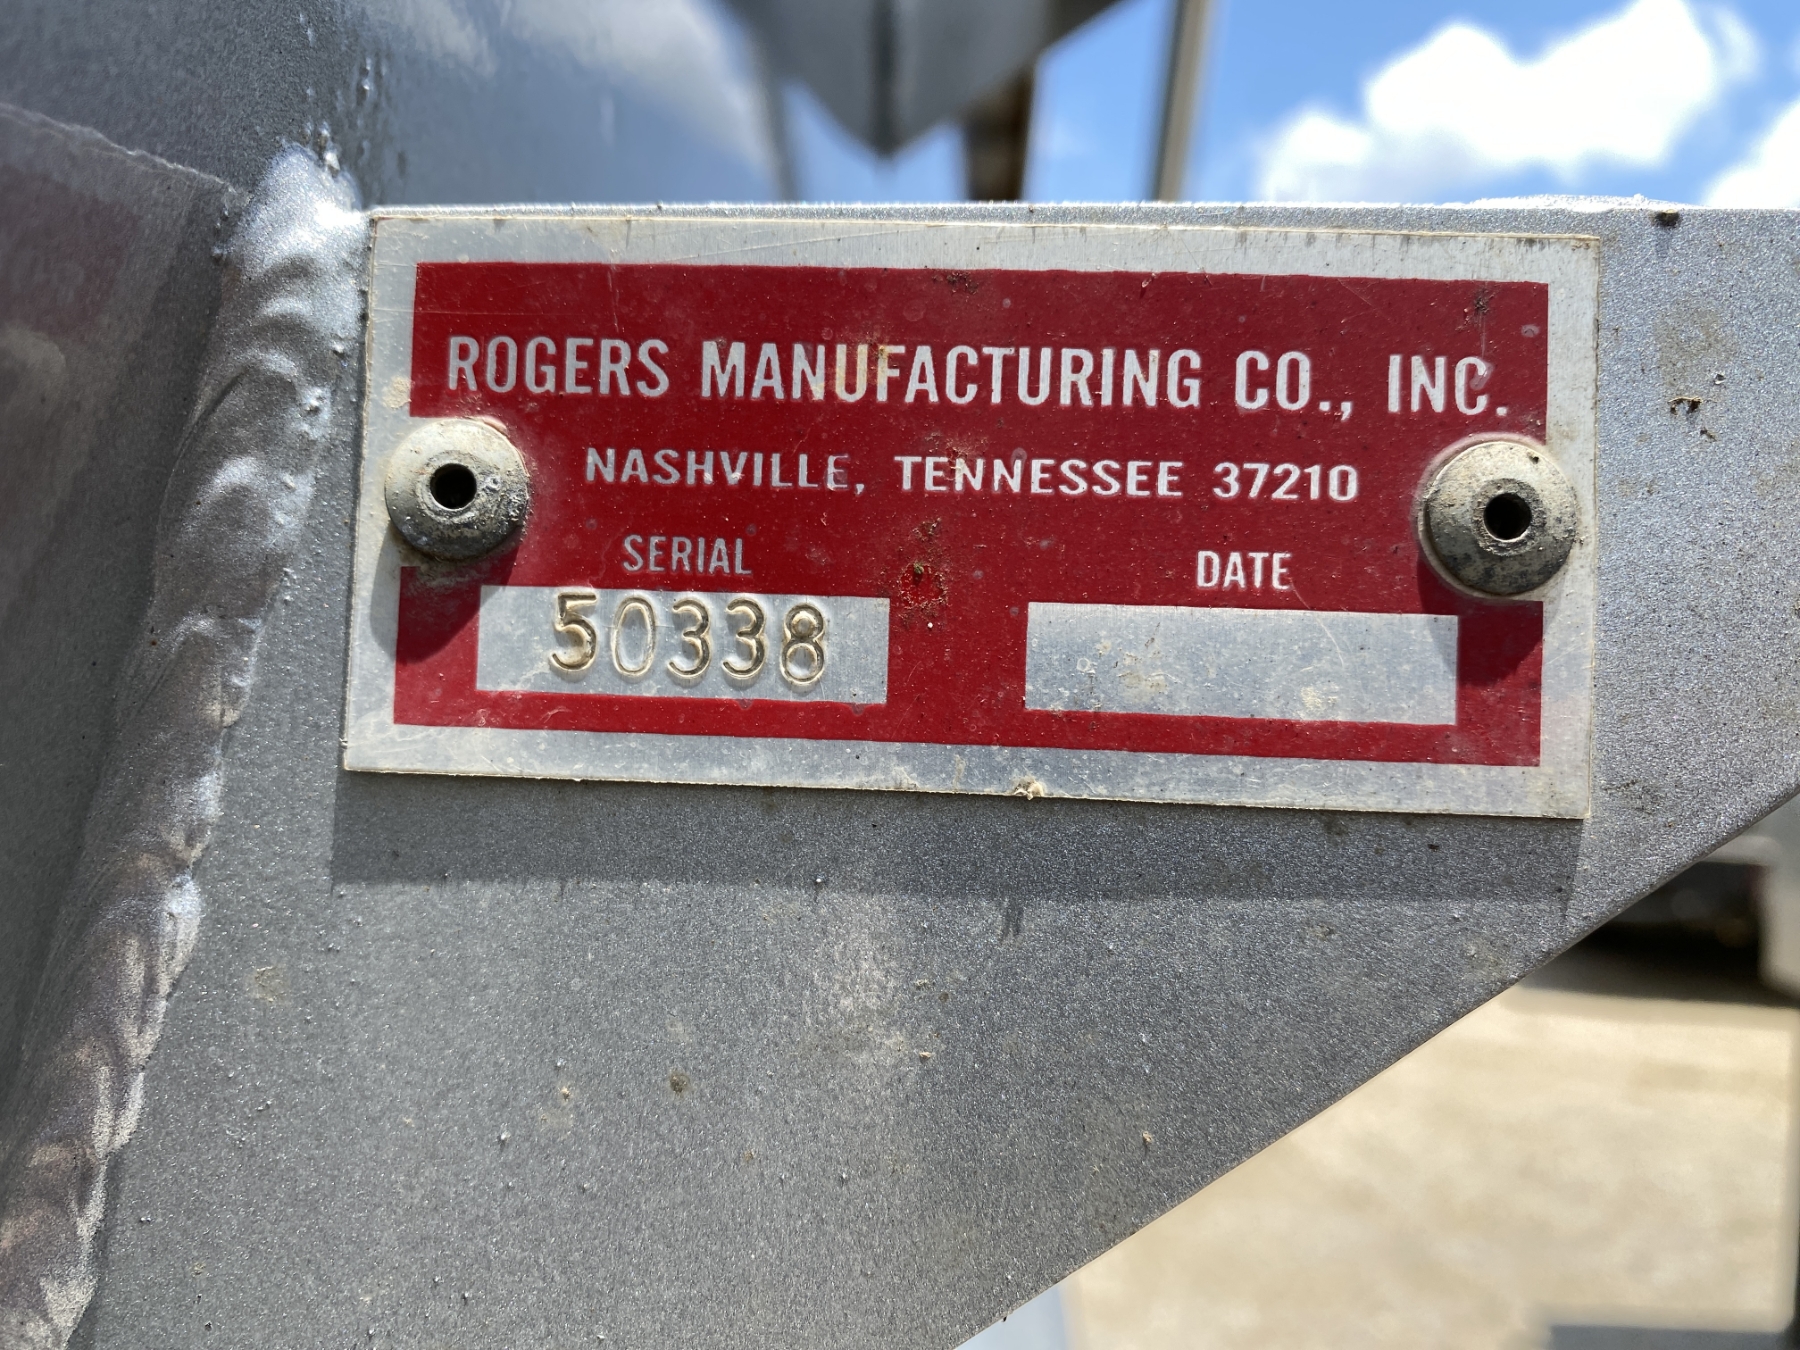 ROGERS MANUFACTURING CO., INC.
NASHVILLE, TENNESSEE 37210
SERIAL DATE
50338